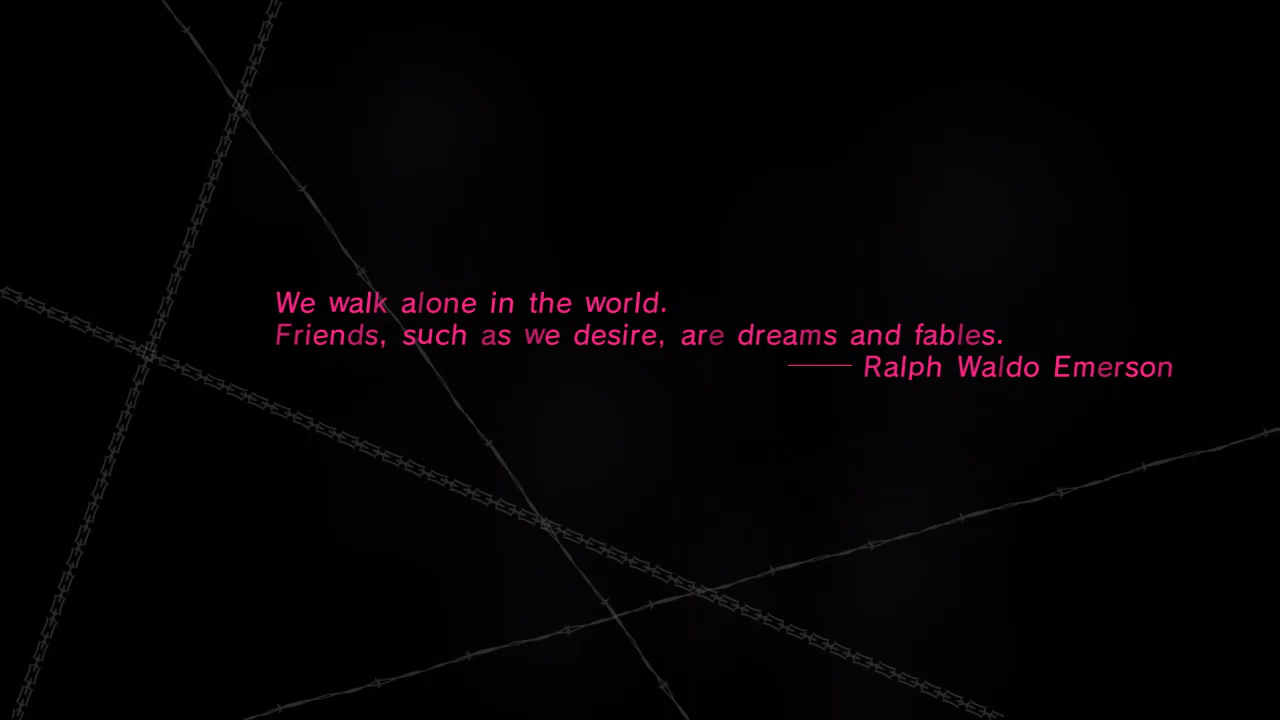 We walk alone in the world.
Friends, such as we desire, are dreams and fables.
—— Ralph Waldo Emerson